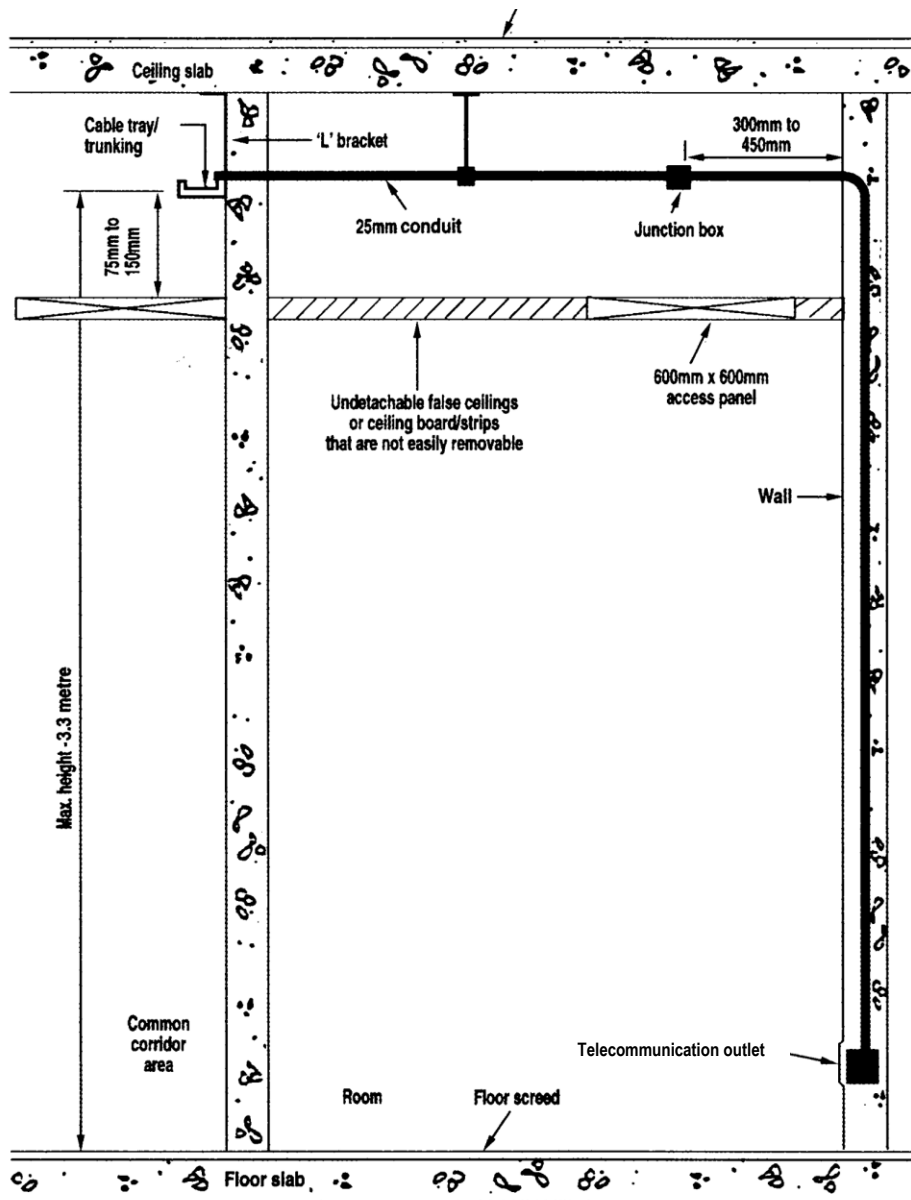 Ceiling slab
Cable tray/
trunking
'L' bracket
300mm to
450mm
25mm conduit
Junction box
75mm to
150mm
600mm x 600mm
access panel
Undetachable false ceilings
or ceiling board/strips
that are not easily removable
Wall
Max. height -3.3 metre
Common
corridor
area
Telecommunication outlet
Room
Floor screed
Floor slab